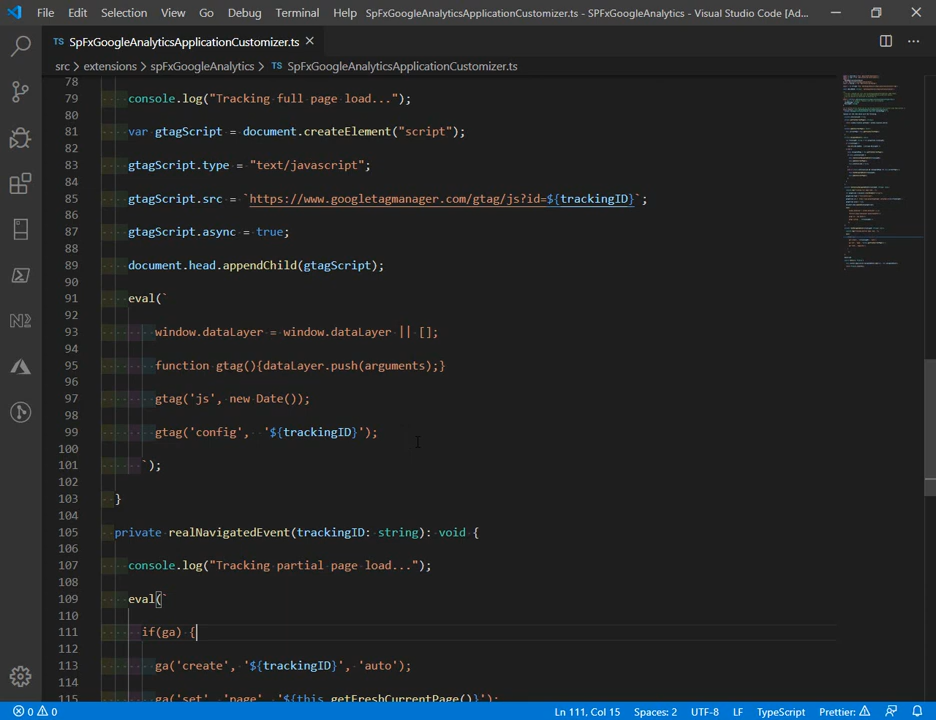 File Edit Selection View Go Debug Terminal Help SpFxGoogleAnalyticsApplicationCustomizer.ts - SPFxGoogleAnalytics - Visual Studio Code [Ad...
TS SpFxGoogleAnalyticsApplicationCustomizer.ts
src > extensions > spFxGoogleAnalytics > TS SpFxGoogleAnalyticsApplicationCustomizer.ts
78
79 console.log("Tracking full page load...");
80
81 var gtagScript = document.createElement("script");
82
83 gtagScript.type = "text/javascript";
84
85 gtagScript.src = `https://www.googletagmanager.com/gtag/js?id=${trackingID}`;
86
87 gtagScript.async = true;
88
89 document.head.appendChild(gtagScript);
90
91 eval(`
92
93 window.dataLayer = window.dataLayer || [];
94
95 function gtag(){dataLayer.push(arguments);}
96
97 gtag('js', new Date());
98
99 gtag('config',  '${trackingID}');
100
101 `);
102
103 }
104
105 private realNavigatedEvent(trackingID: string): void {
106
107 console.log("Tracking partial page load...");
108
109 eval(`
110
111 if(ga) {
112
113 ga('create', '${trackingID}', 'auto');
114
115 ga('set' 'page' '${this.getFreshCurrentPage()}');
0 0 Ln 111, Col 15 Spaces: 2 UTF-8 LF TypeScript Prettier: